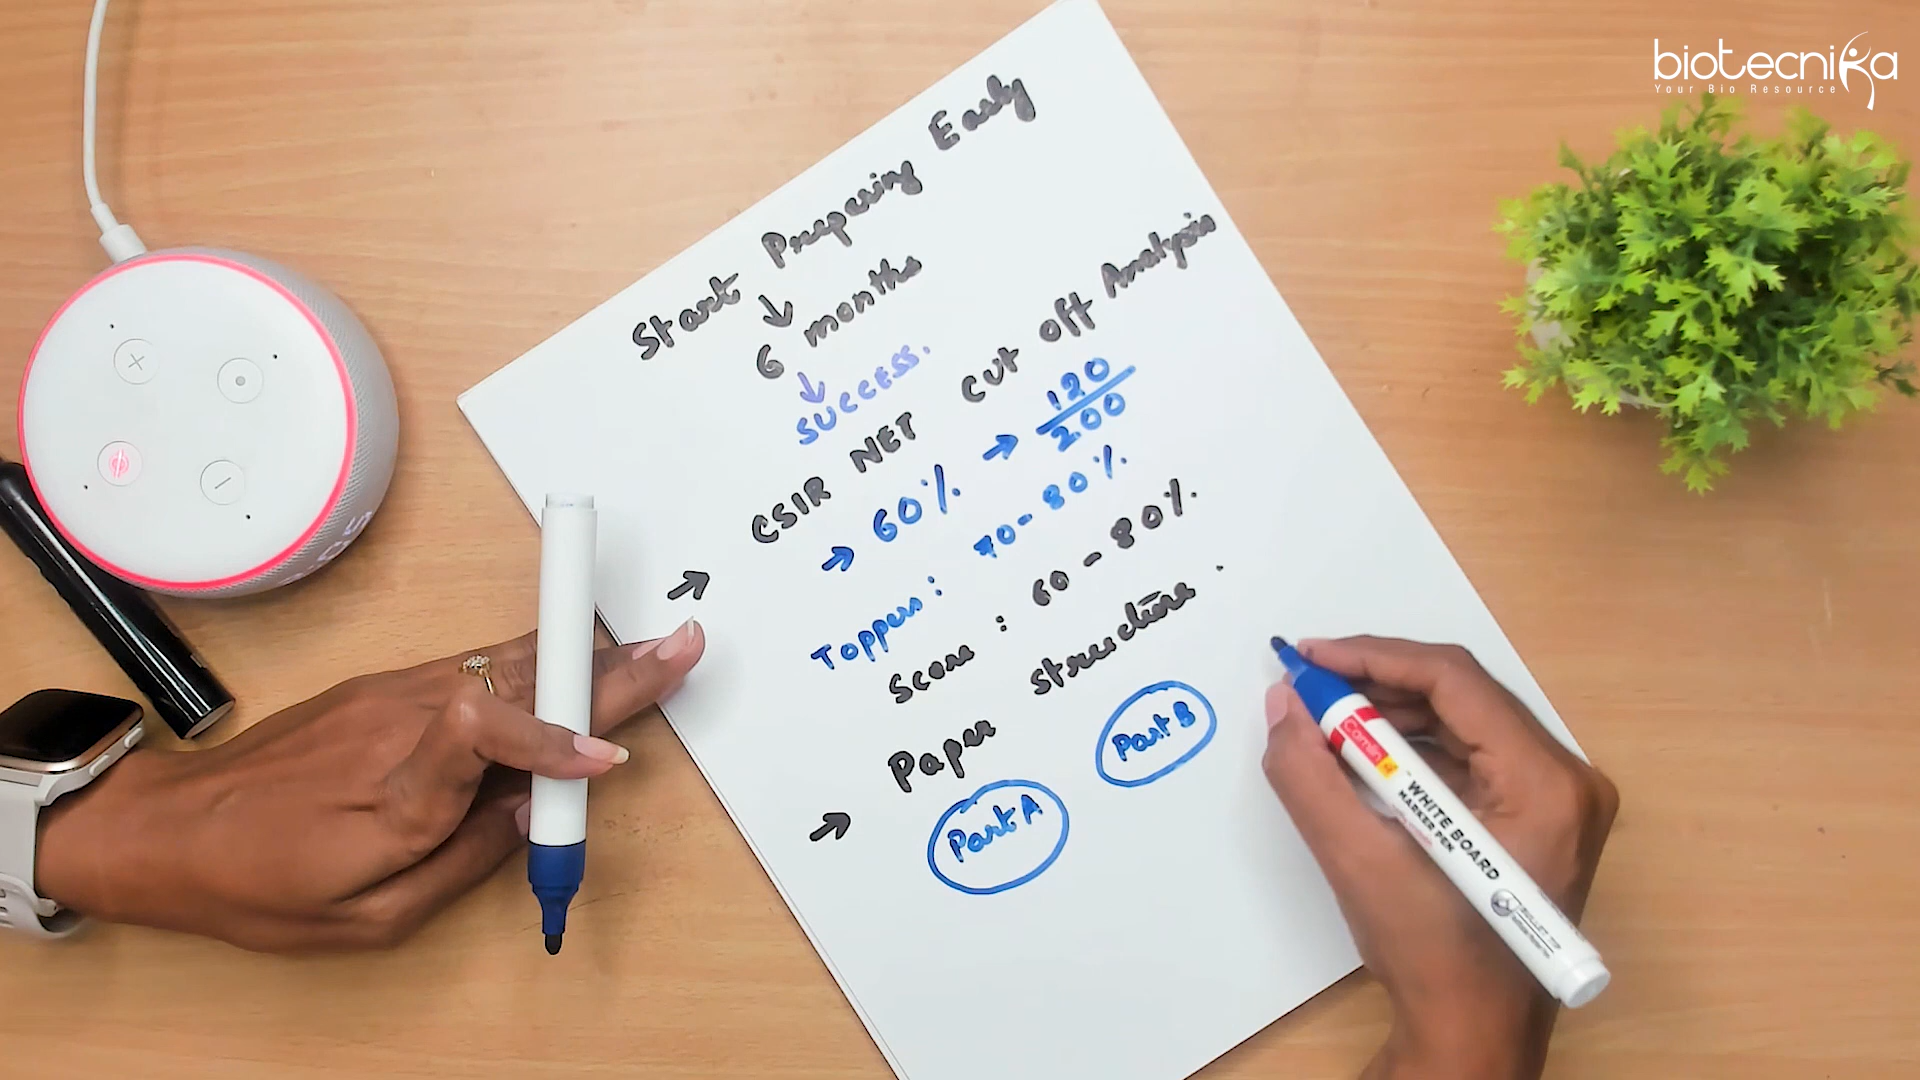 biotecnika
Your Bio Resource
Start Preparing Early
↓
6 months
↓
SUCCESS.
→ CSIR NET Cut off Analysis
→ 60% → 120/200
Toppers: 70-80%
Score: 60-80%
→ Paper structure.
Part A Part B
Camlin
WHITE BOARD
MARKER PEN